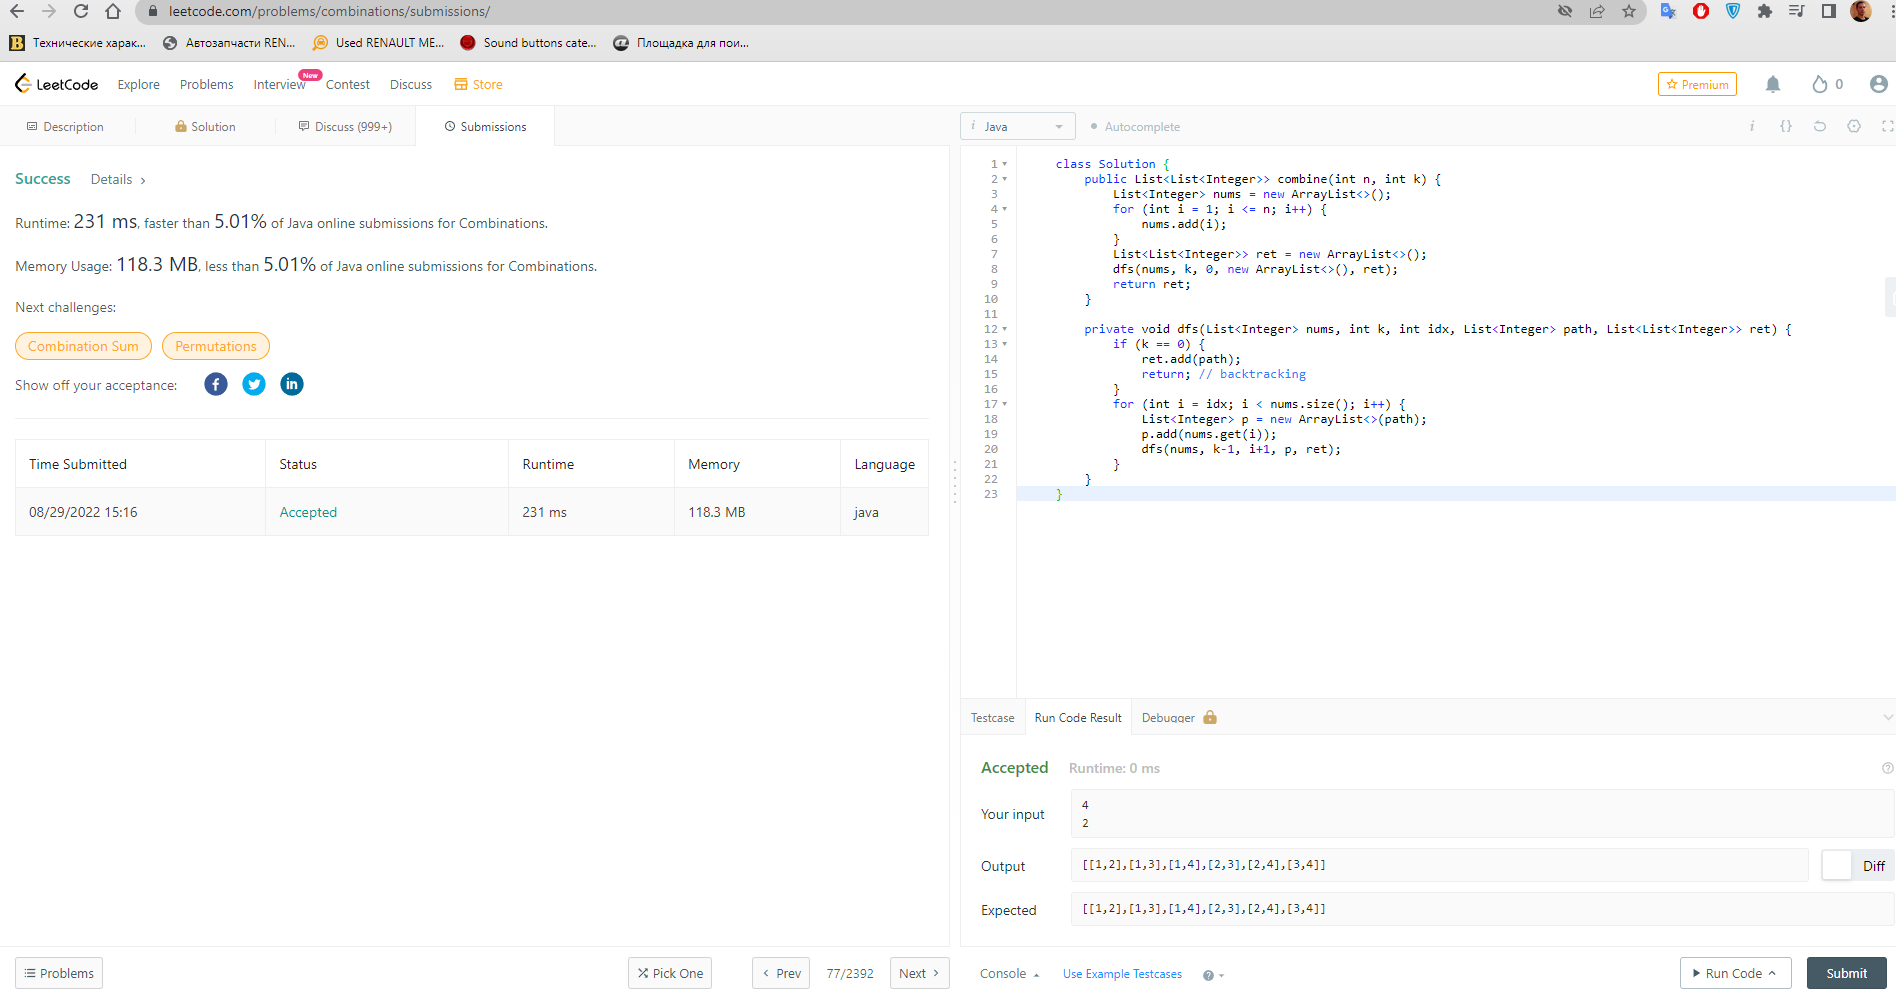 leetcode.com/problems/combinations/submissions/
Технические харак... Автозапчасти REN... Used RENAULT ME... Sound buttons cate... Площадка для пои...
LeetCode Explore Problems Interview New Contest Discuss Store Premium 0
Description Solution Discuss (999+) Submissions
Success Details >
Runtime: 231 ms, faster than 5.01% of Java online submissions for Combinations.
Memory Usage: 118.3 MB, less than 5.01% of Java online submissions for Combinations.
Next challenges:
Combination Sum Permutations
Show off your acceptance:
Time Submitted Status Runtime Memory Language
08/29/2022 15:16 Accepted 231 ms 118.3 MB java
Problems Pick One < Prev 77/2392 Next >
i Java Autocomplete i {}
1 class Solution {
2 public List<List<Integer>> combine(int n, int k) {
3 List<Integer> nums = new ArrayList<>();
4 for (int i = 1; i <= n; i++) {
5 nums.add(i);
6 }
7 List<List<Integer>> ret = new ArrayList<>();
8 dfs(nums, k, 0, new ArrayList<>(), ret);
9 return ret;
10 }
11
12 private void dfs(List<Integer> nums, int k, int idx, List<Integer> path, List<List<Integer>> ret) {
13 if (k == 0) {
14 ret.add(path);
15 return; // backtracking
16 }
17 for (int i = idx; i < nums.size(); i++) {
18 List<Integer> p = new ArrayList<>(path);
19 p.add(nums.get(i));
20 dfs(nums, k-1, i+1, p, ret);
21 }
22 }
23 }
Testcase Run Code Result Debugger
Accepted Runtime: 0 ms
Your input
4
2
Output [[1,2],[1,3],[1,4],[2,3],[2,4],[3,4]] Diff
Expected [[1,2],[1,3],[1,4],[2,3],[2,4],[3,4]]
Console Use Example Testcases ? Run Code Submit